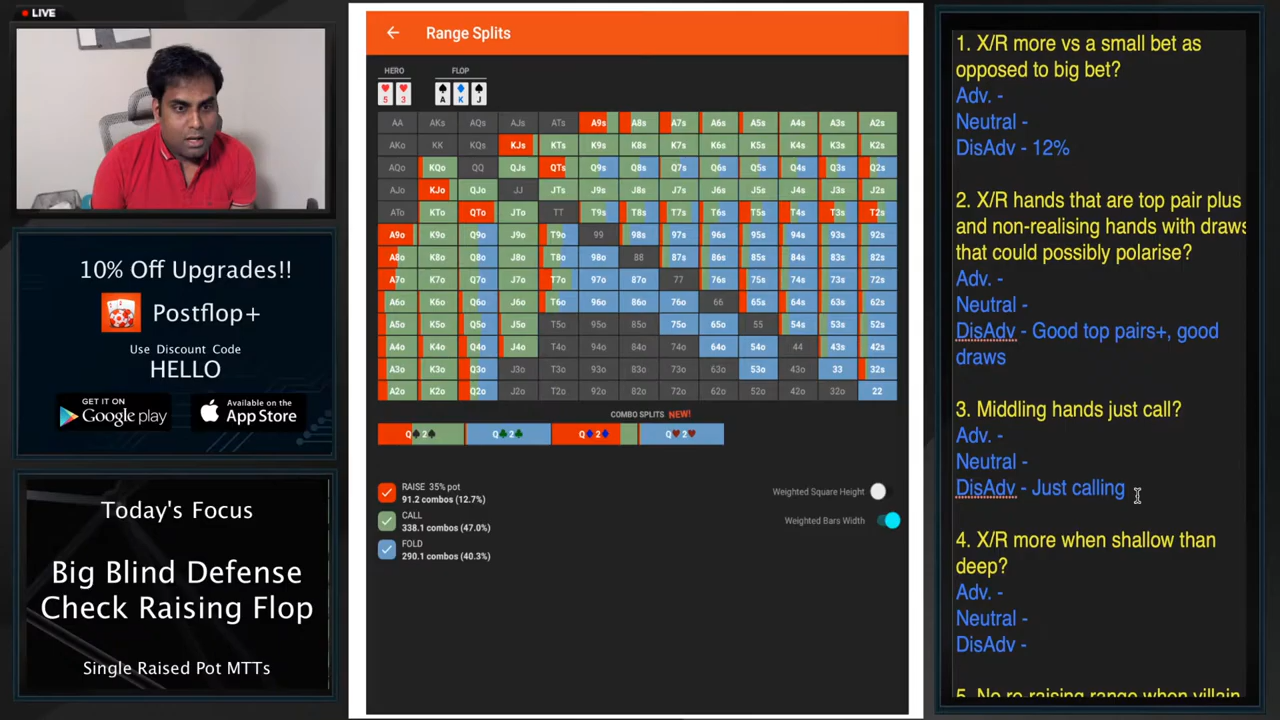 LIVE
10% Off Upgrades!!
Postflop+
Use Discount Code
HELLO
GET IT ON
Google play
Available on the
App Store
Today's Focus
Big Blind Defense
Check Raising Flop
Single Raised Pot MTTs
Range Splits
HERO
FLOP
5 3
A K J
AA AKs AQs AJs ATs A9s A8s A7s A6s A5s A4s A3s A2s
AKo KK KQs KJs KTs K9s K8s K7s K6s K5s K4s K3s K2s
AQo KQo QQ QJs QTs Q9s Q8s Q7s Q6s Q5s Q4s Q3s Q2s
AJo KJo QJo JJ JTs J9s J8s J7s J6s J5s J4s J3s J2s
ATo KTo QTo JTo TT T9s T8s T7s T6s T5s T4s T3s T2s
A9o K9o Q9o J9o T9o 99 98s 97s 96s 95s 94s 93s 92s
A8o K8o Q8o J8o T8o 98o 88 87s 86s 85s 84s 83s 82s
A7o K7o Q7o J7o T7o 97o 87o 77 76s 75s 74s 73s 72s
A6o K6o Q6o J6o T6o 96o 86o 76o 66 65s 64s 63s 62s
A5o K5o Q5o J5o T5o 95o 85o 75o 65o 55 54s 53s 52s
A4o K4o Q4o J4o T4o 94o 84o 74o 64o 54o 44 43s 42s
A3o K3o Q3o J3o T3o 93o 83o 73o 63o 53o 43o 33 32s
A2o K2o Q2o J2o T2o 92o 82o 72o 62o 52o 42o 32o 22
COMBO SPLITS NEW!
Q♠2♠ Q♣2♣ Q♦2♦ Q♥2♥
RAISE 35% pot
91.2 combos (12.7%)
CALL
338.1 combos (47.0%)
FOLD
290.1 combos (40.3%)
Weighted Square Height
Weighted Bars Width
1. X/R more vs a small bet as
opposed to big bet?
Adv. -
Neutral -
DisAdv - 12%
2. X/R hands that are top pair plus
and non-realising hands with draws
that could possibly polarise?
Adv. -
Neutral -
DisAdv - Good top pairs+, good
draws
3. Middling hands just call?
Adv. -
Neutral -
DisAdv - Just calling
4. X/R more when shallow than
deep?
Adv. -
Neutral -
DisAdv -
5. No re-raising range when villain